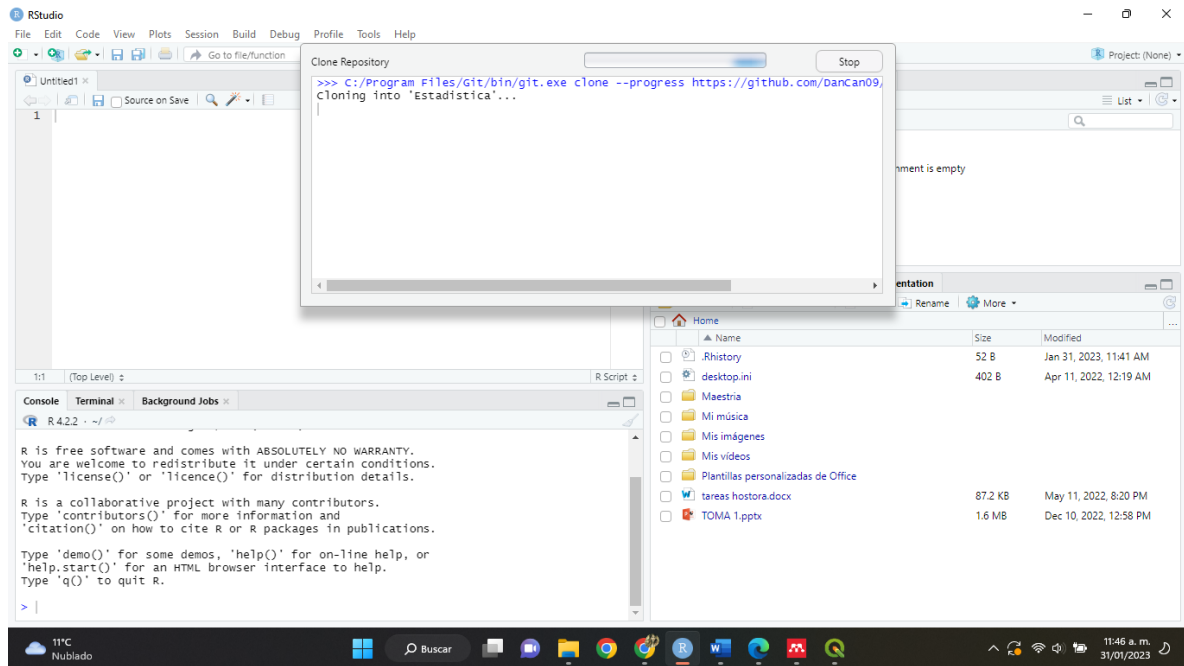 RStudio
File Edit Code View Plots Session Build Debug Profile Tools Help
Go to file/function
Project: (None)
Clone Repository
Stop
>>> C:/Program Files/Git/bin/git.exe clone --progress https://github.com/DanCan09/
Cloning into 'Estadistica'...
Untitled1
Source on Save
List
1
nment is empty
1:1 (Top Level) R Script
entation
Rename More
Home
Name Size Modified
.Rhistory 52 B Jan 31, 2023, 11:41 AM
desktop.ini 402 B Apr 11, 2022, 12:19 AM
Maestria
Mi música
Mis imágenes
Mis vídeos
Plantillas personalizadas de Office
tareas hostora.docx 87.2 KB May 11, 2022, 8:20 PM
TOMA 1.pptx 1.6 MB Dec 10, 2022, 12:58 PM
Console Terminal Background Jobs
R 4.2.2 · ~/
R is free software and comes with ABSOLUTELY NO WARRANTY.
You are welcome to redistribute it under certain conditions.
Type 'license()' or 'licence()' for distribution details.
R is a collaborative project with many contributors.
Type 'contributors()' for more information and
'citation()' on how to cite R or R packages in publications.
Type 'demo()' for some demos, 'help()' for on-line help, or
'help.start()' for an HTML browser interface to help.
Type 'q()' to quit R.
>
11°C
Nublado
Buscar
11:46 a. m.
31/01/2023